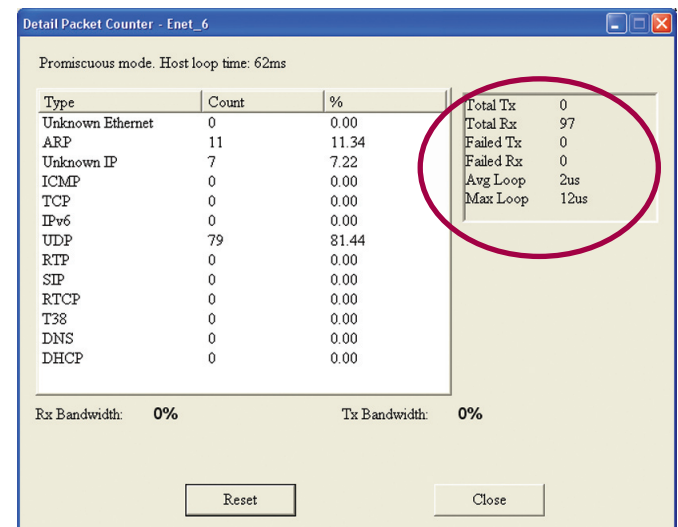 Detail Packet Counter - Enet_6
Promiscuous mode. Host loop time: 62ms
Type Count %
Unknown Ethernet 0 0.00
ARP 11 11.34
Unknown IP 7 7.22
ICMP 0 0.00
TCP 0 0.00
IPv6 0 0.00
UDP 79 81.44
RTP 0 0.00
SIP 0 0.00
RTCP 0 0.00
T38 0 0.00
DNS 0 0.00
DHCP 0 0.00
Total Tx 0
Total Rx 97
Failed Tx 0
Failed Rx 0
Avg Loop 2us
Max Loop 12us
Rx Bandwidth: 0% Tx Bandwidth: 0%
Reset Close